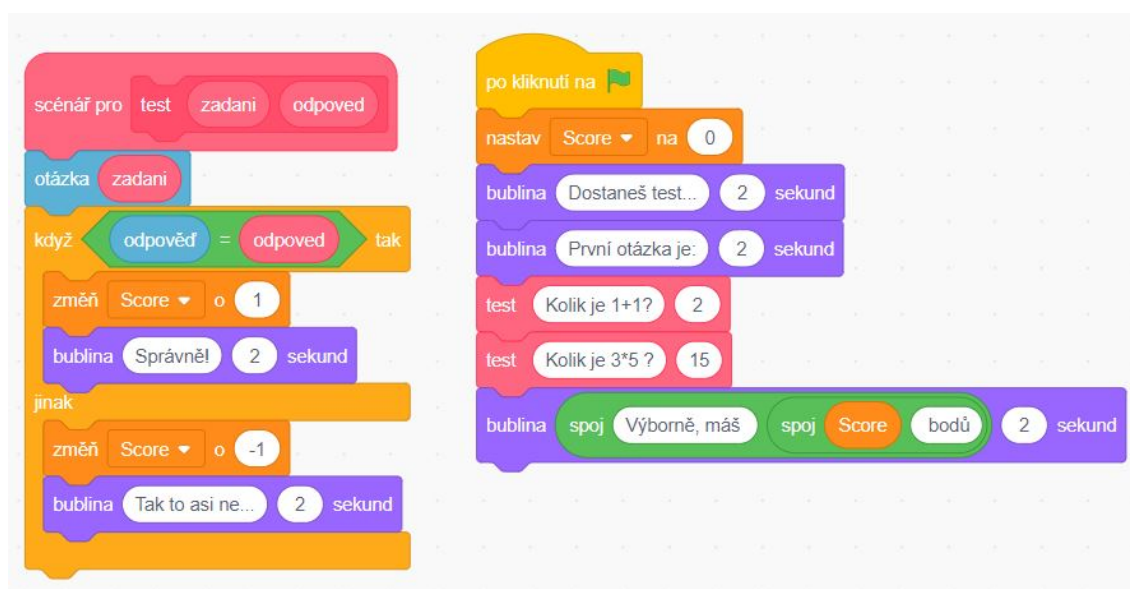 scénář pro test zadani odpoved
otázka zadani
když odpověď = odpoved tak
změň Score o 1
bublina Správně! 2 sekund
jinak
změň Score o -1
bublina Tak to asi ne... 2 sekund
po kliknutí na
nastav Score na 0
bublina Dostaneš test... 2 sekund
bublina První otázka je: 2 sekund
test Kolik je 1+1? 2
test Kolik je 3*5 ? 15
bublina spoj Výborně, máš spoj Score bodů 2 sekund